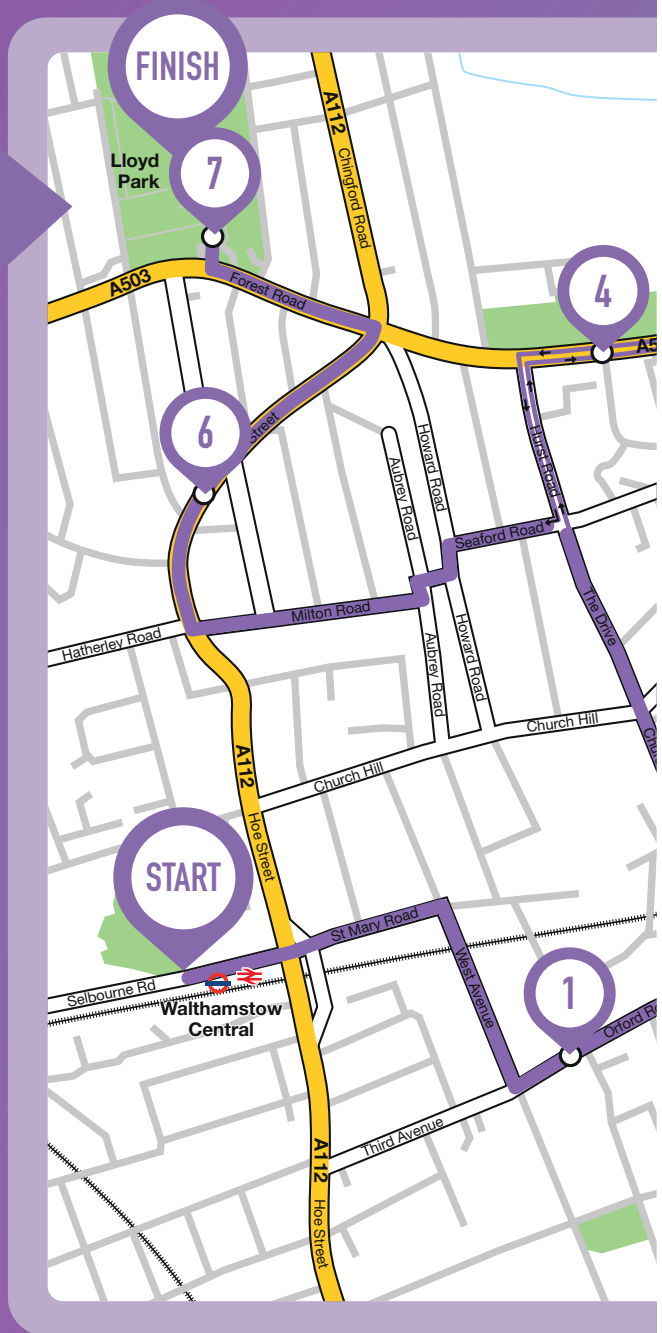 FINISH
Lloyd
Park
7
A112
Chingford Road
A503
Forest Road
4
6
Street
Howard Road
Aubrey Road
Hurst Road
Seaford Road
Milton Road
The Drive
Hatherley Road
Aubrey Road
Howard Road
Church Hill
A112
Church Hill
Hoe Street
START
St Mary Road
West Avenue
Selbourne Rd
Walthamstow
Central
1
Third Avenue
A112
Hoe Street